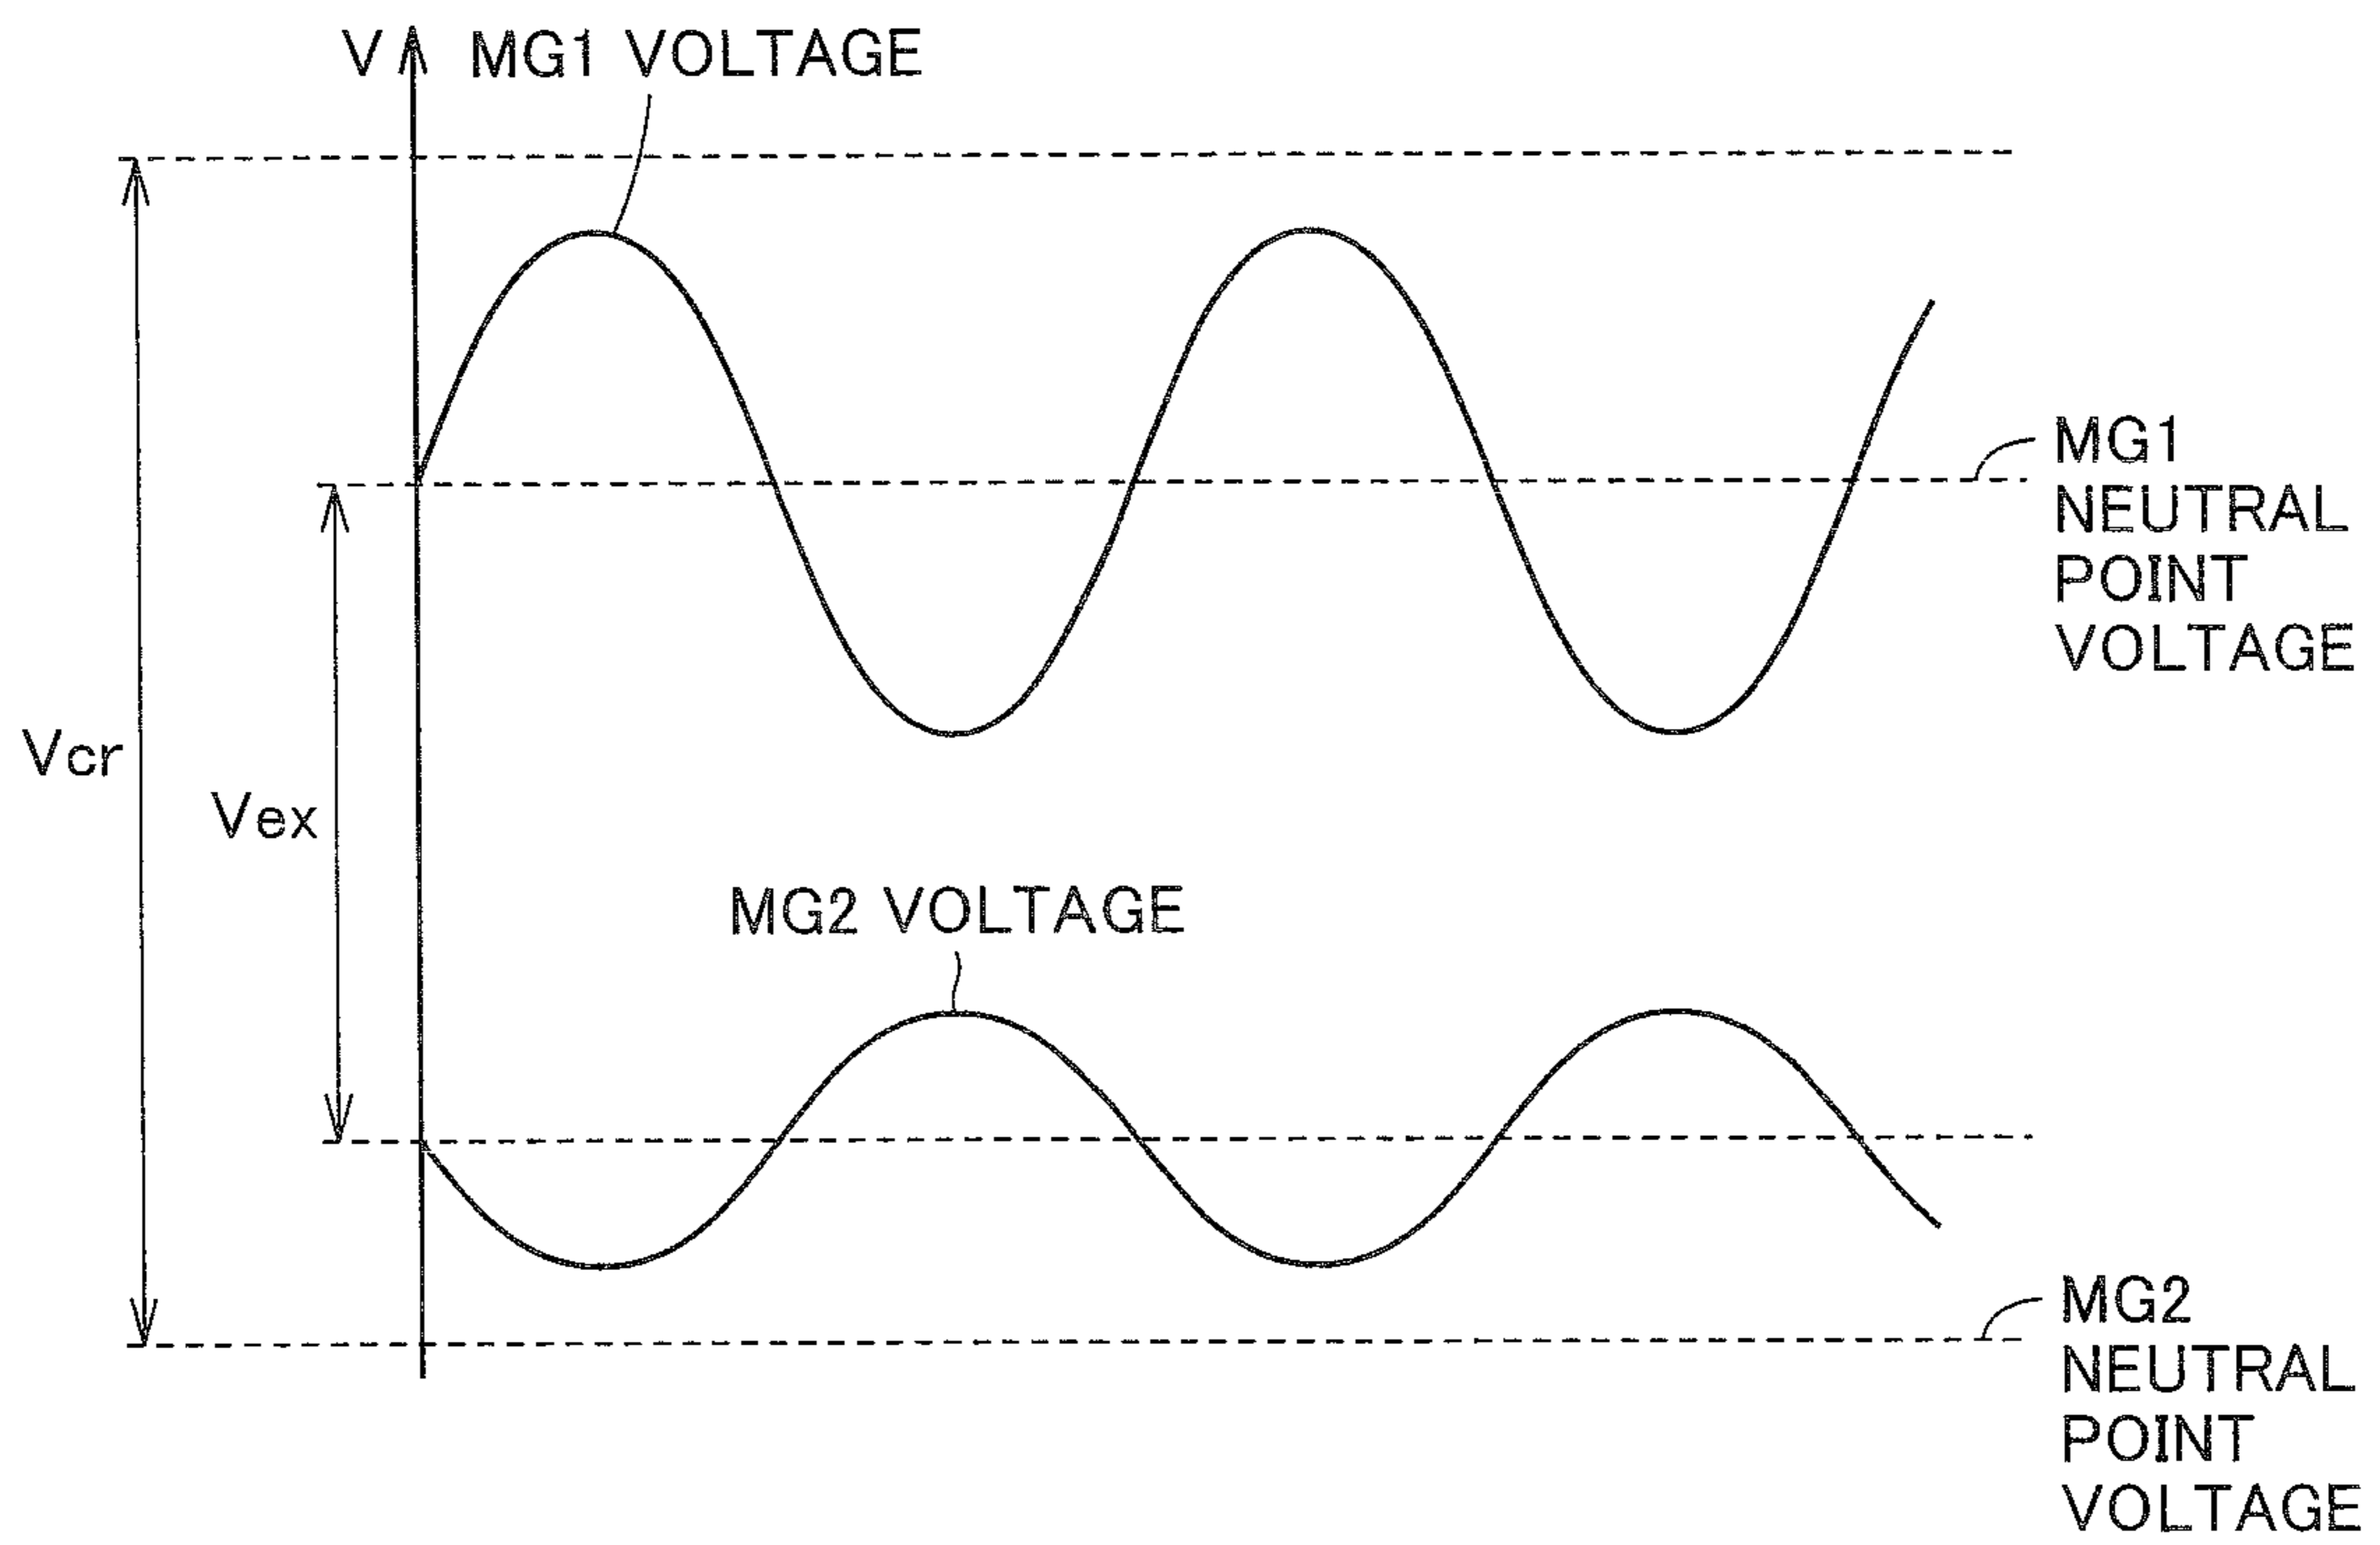 V
MG1 VOLTAGE
MG1
NEUTRAL
POINT
VOLTAGE
Vcr
Vex
MG2 VOLTAGE
MG2
NEUTRAL
POINT
VOLTAGE